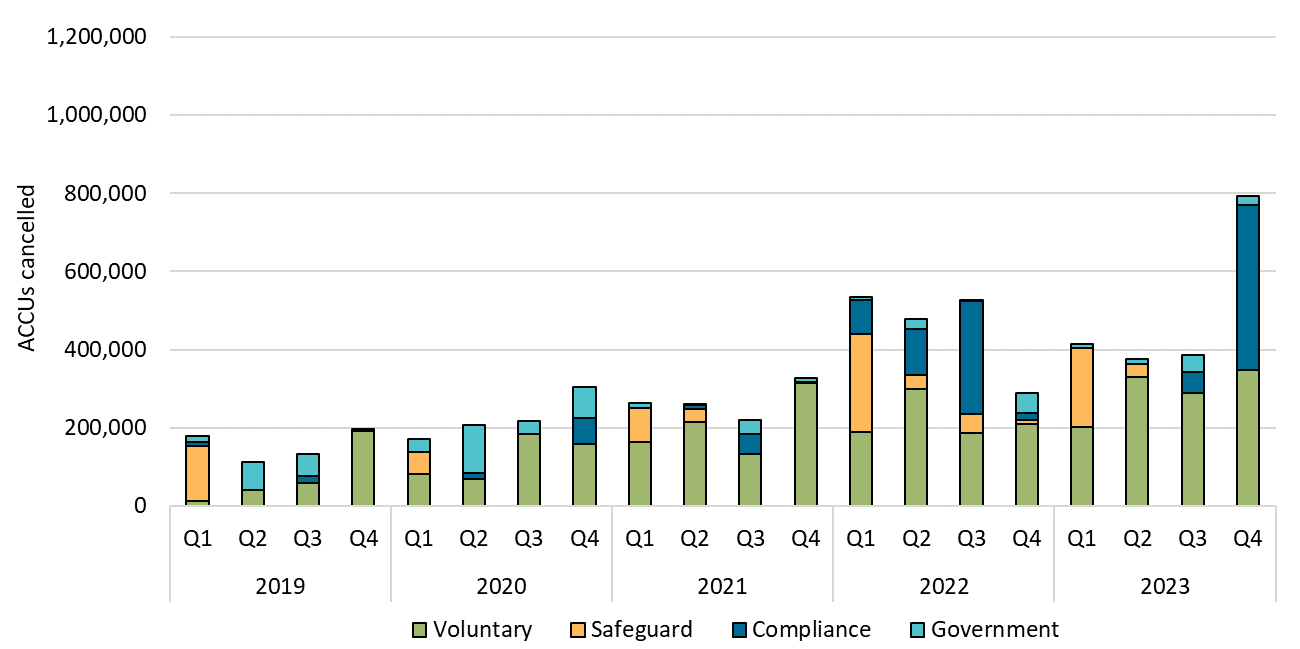 1,200,000
1,000,000
800,000
600,000
400,000
200,000
0
ACCUs cancelled
Q1 Q2 Q3 Q4 Q1 Q2 Q3 Q4 Q1 Q2 Q3 Q4 Q1 Q2 Q3 Q4 Q1 Q2 Q3 Q4
2019 2020 2021 2022 2023
Voluntary Safeguard Compliance Government